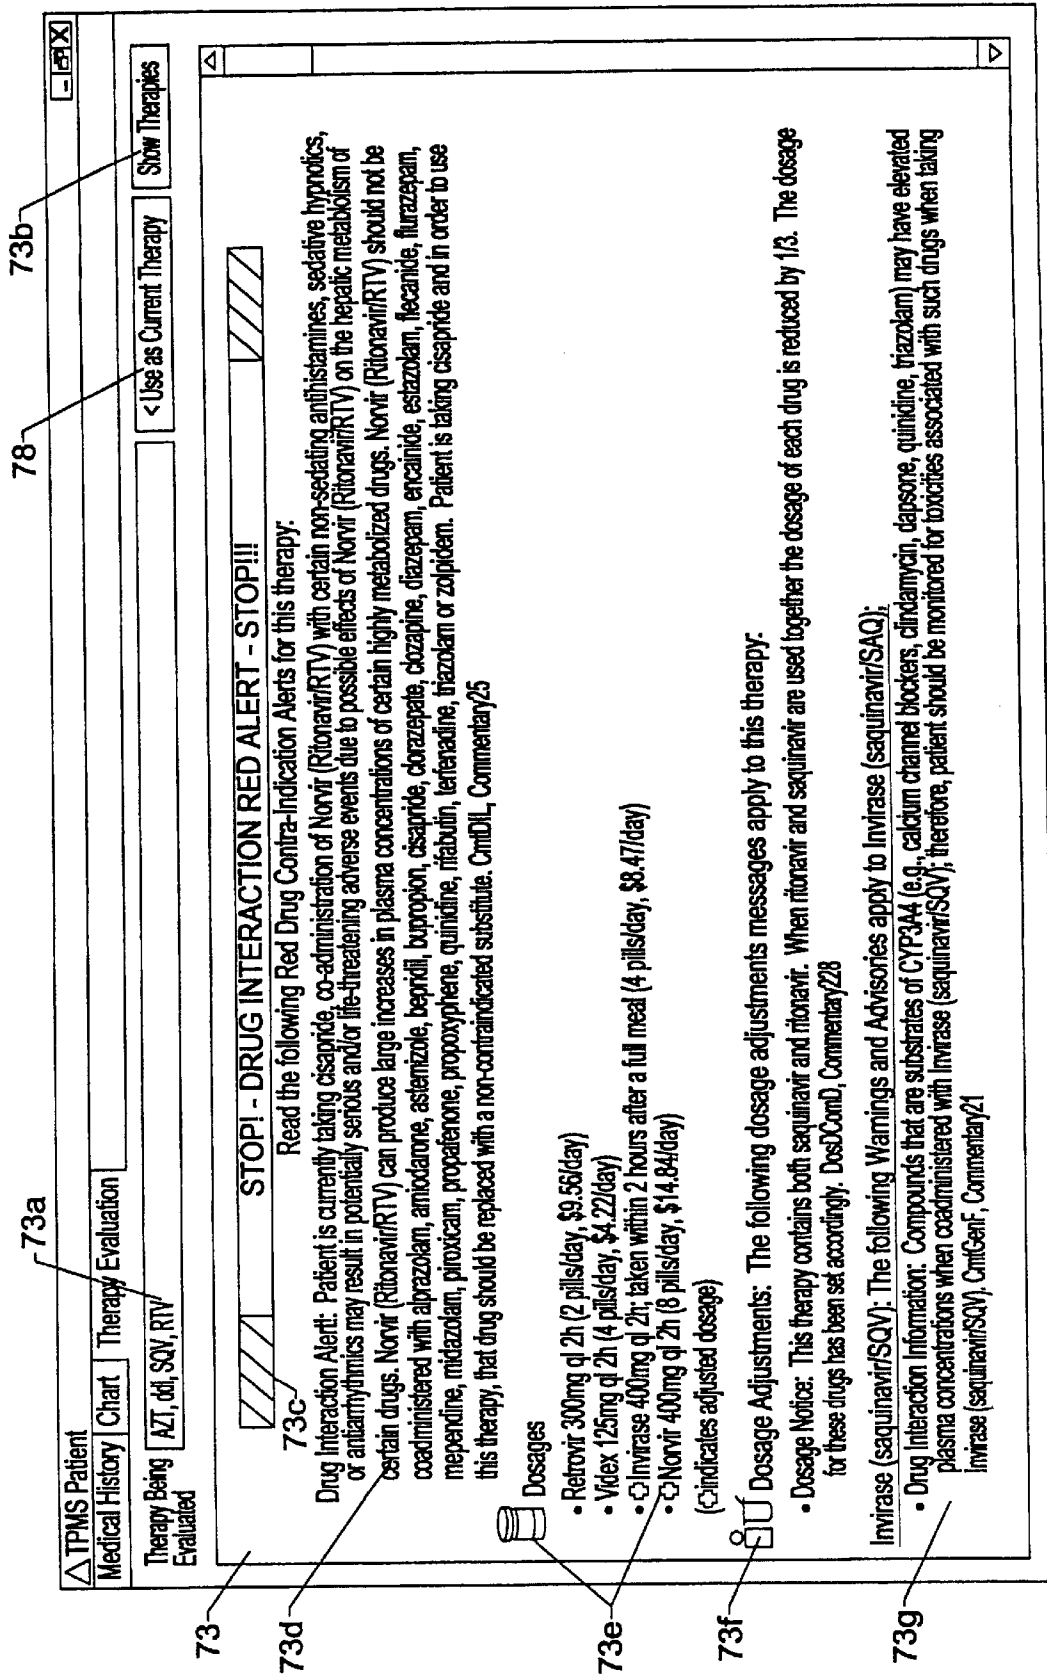 73b
78
73a
△ TPMS Patient
Medical History Chart Therapy Evaluation
Therapy Being Evaluated
AZT, ddI, SQV, RTV
< Use as Current Therapy
Show Therapies
73
73c
STOP! - DRUG INTERACTION RED ALERT - STOP!!!
Read the following Red Drug Contra-Indication Alerts for this therapy:
73d
Drug Interaction Alert!: Patient is currently taking cisapride, co-administration of Norvir (Ritonavir/RTV) with certain non-sedating antihistamines, sedative hypnotics,
or antiarrhythmics may result in potentially serious and/or life-threatening adverse events due to possible effects of Norvir (Ritonavir/RTV) on the hepatic metabolism of
certain drugs. Norvir (Ritonavir/RTV) can produce large increases in plasma concentrations of certain highly metabolized drugs. Norvir (Ritonavir/RTV) should not be
coadministered with alprazolam, amiodarone, astemizole, bepridil, bupropion, cisapride, clorazepate, clozapine, diazepam, encainide, estazolam, flecanide, flurazepam,
mependine, midazolam, piroxicam, propafenone, propoxyphene, quinidine, rifabutin, terfenadine, triazolam or zolpidem. Patient is taking cisapride and in order to use
this therapy, that drug should be replaced with a non-contraindicated substitute. CmtDIL, Commentary25
73e
Dosages
• Retrovir 300mg ql 2h (2 pills/day, $9.56/day)
• Videx 125mg ql 2h (4 pills/day, $4.22/day)
• Invirase 400mg ql 2h; taken within 2 hours after a full meal (4 pills/day, $8.47/day)
• Norvir 400mg ql 2h (8 pills/day, $14.84/day)
( indicates adjusted dosage)
73f
Dosage Adjustments: The following dosage adjustments messages apply to this therapy:
• Dosage Notice: This therapy contains both saquinavir and ritonavir. When ritonavir and saquinavir are used together the dosage of each drug is reduced by 1/3. The dosage
for these drugs has been set accordingly. DosDComD, Commentary228
Invirase (saquinavir/SQV): The following Warnings and Advisories apply to Invirase (saquinavir/SAQ);
73g
• Drug Interaction Information: Compounds that are substrates of CYP3A4 (e.g., calcium channel blockers, clindamycin, dapsone, quinidine, triazolam) may have elevated
plasma concentrations when coadministered with Invirase (saquinavir/SQV); therefore, patient should be monitored for toxicities associated with such drugs when taking
Invirase (saquinavir/SQV). CmtGenF, Commentary21